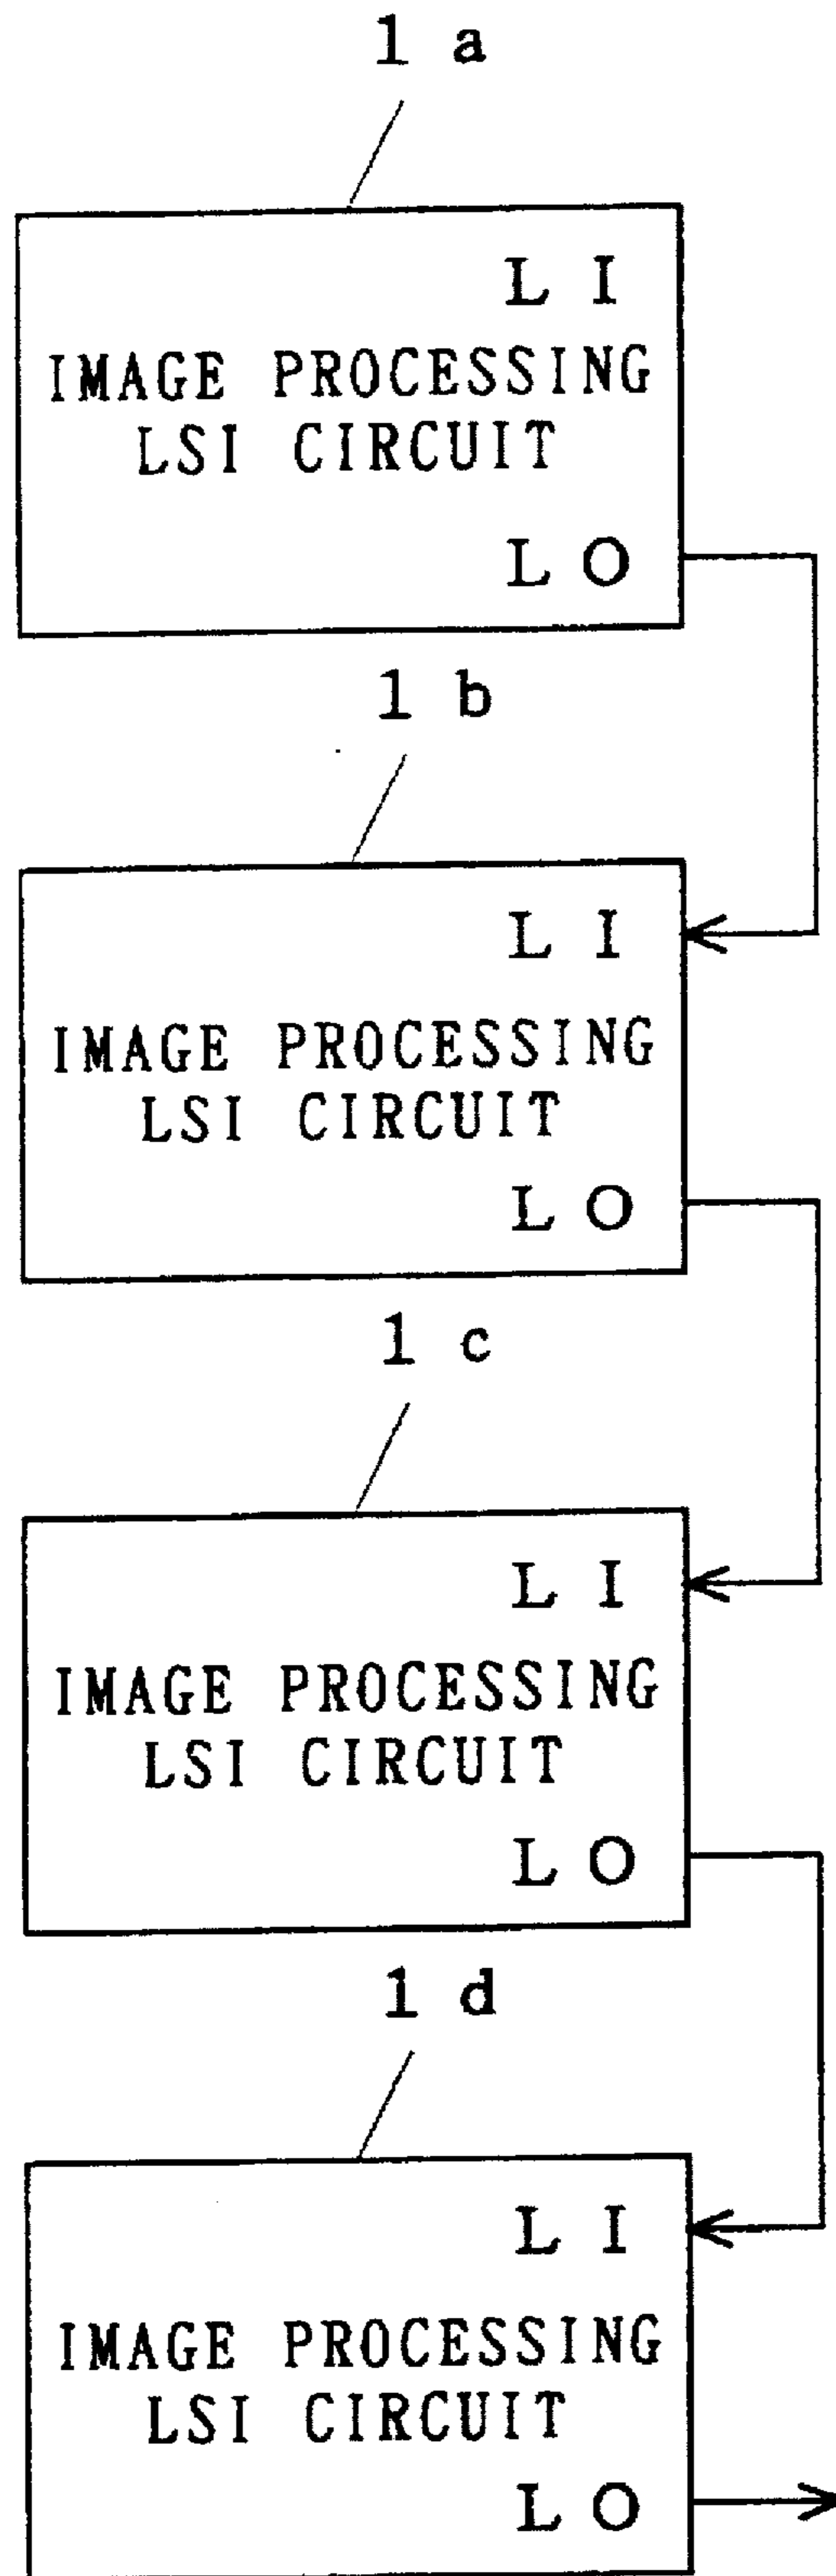 1 a
L I
IMAGE PROCESSING
LSI CIRCUIT
L O
1 b
L I
IMAGE PROCESSING
LSI CIRCUIT
L O
1 c
L I
IMAGE PROCESSING
LSI CIRCUIT
L O
1 d
L I
IMAGE PROCESSING
LSI CIRCUIT
L O